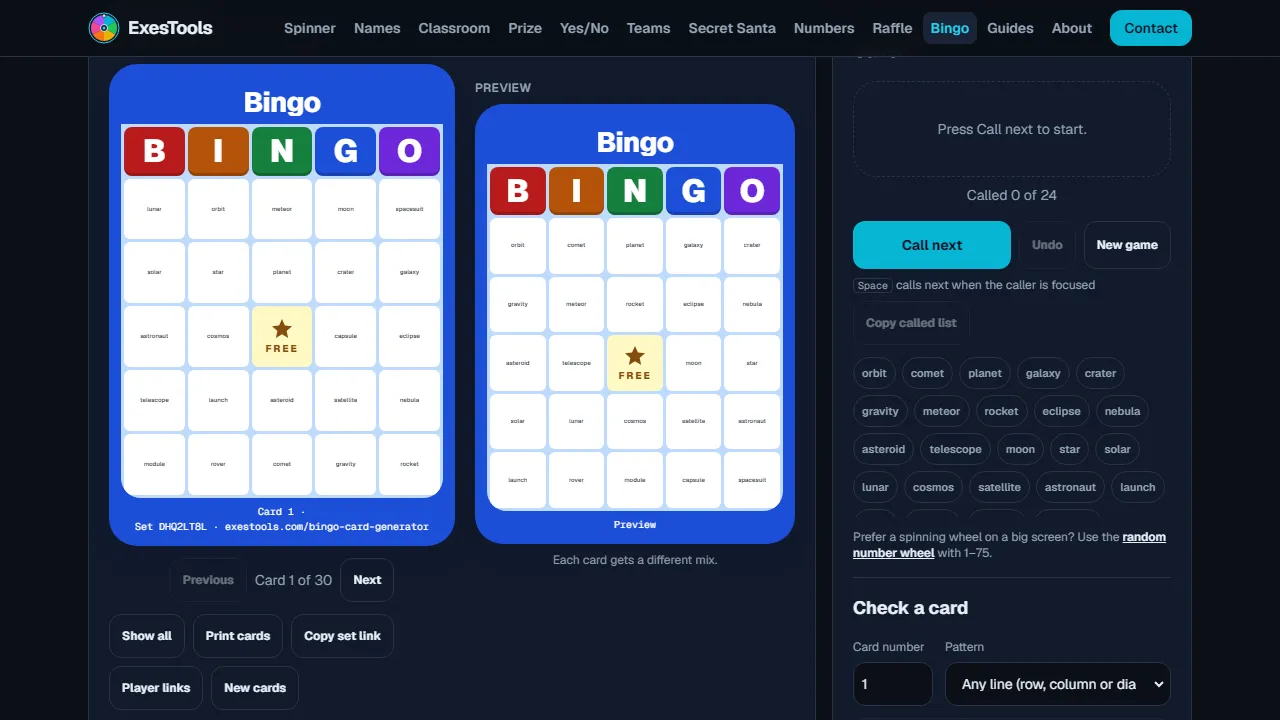 ExesTools Spinner Names Classroom Prize Yes/No Teams Secret Santa Numbers Raffle Bingo Guides About Contact
Bingo
B I N G O
lunar orbit meteor moon spacesuit
solar star planet crater galaxy
astronaut cosmos FREE capsule eclipse
telescope launch asteroid satellite nebula
module rover comet gravity rocket
Card 1 ·
Set DHQ2LT8L · exestools.com/bingo-card-generator
Previous Card 1 of 30 Next
Show all Print cards Copy set link
Player links New cards
PREVIEW
Bingo
B I N G O
orbit comet planet galaxy crater
gravity meteor rocket eclipse nebula
asteroid telescope FREE moon star
solar lunar cosmos satellite astronaut
launch rover module capsule spacesuit
Preview
Each card gets a different mix.
Press Call next to start.
Called 0 of 24
Call next Undo New game
Space calls next when the caller is focused
Copy called list
orbit comet planet galaxy crater
gravity meteor rocket eclipse nebula
asteroid telescope moon star solar
lunar cosmos satellite astronaut launch
Prefer a spinning wheel on a big screen? Use the random
number wheel with 1–75.
Check a card
Card number Pattern
1 Any line (row, column or dia